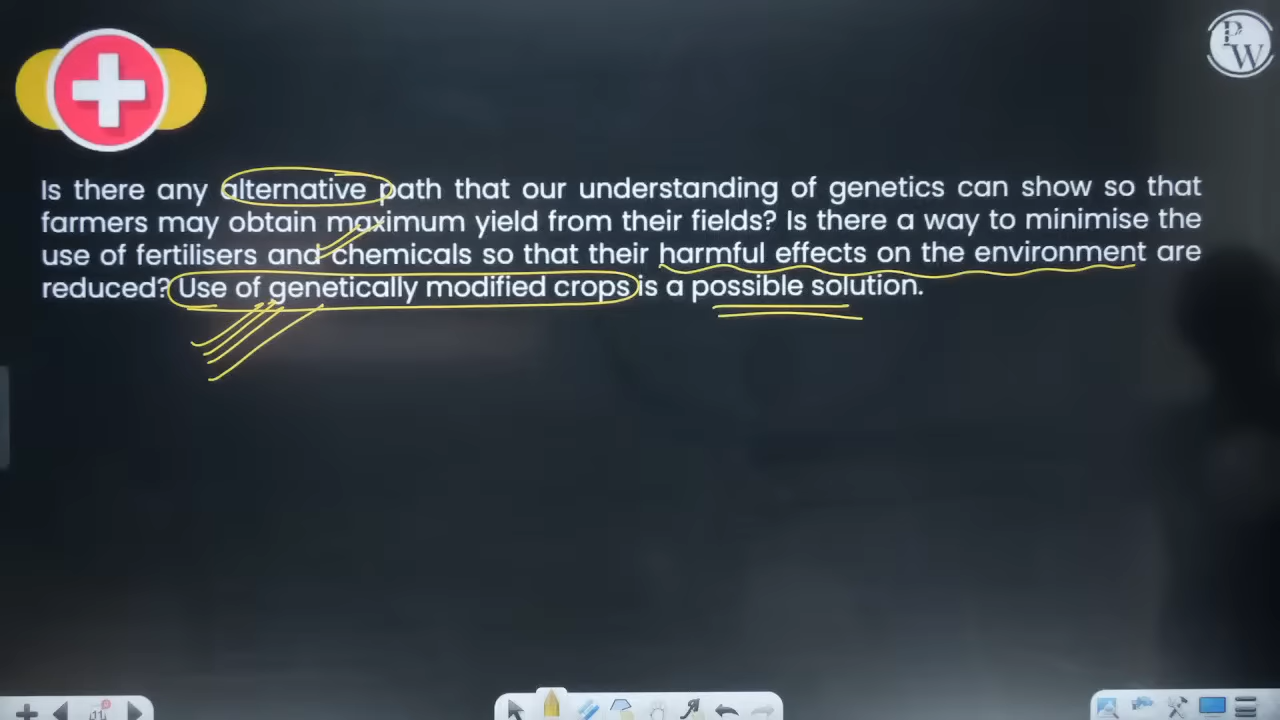 PW
Is there any alternative path that our understanding of genetics can show so that
farmers may obtain maximum yield from their fields? Is there a way to minimise the
use of fertilisers and chemicals so that their harmful effects on the environment are
reduced? Use of genetically modified crops is a possible solution.